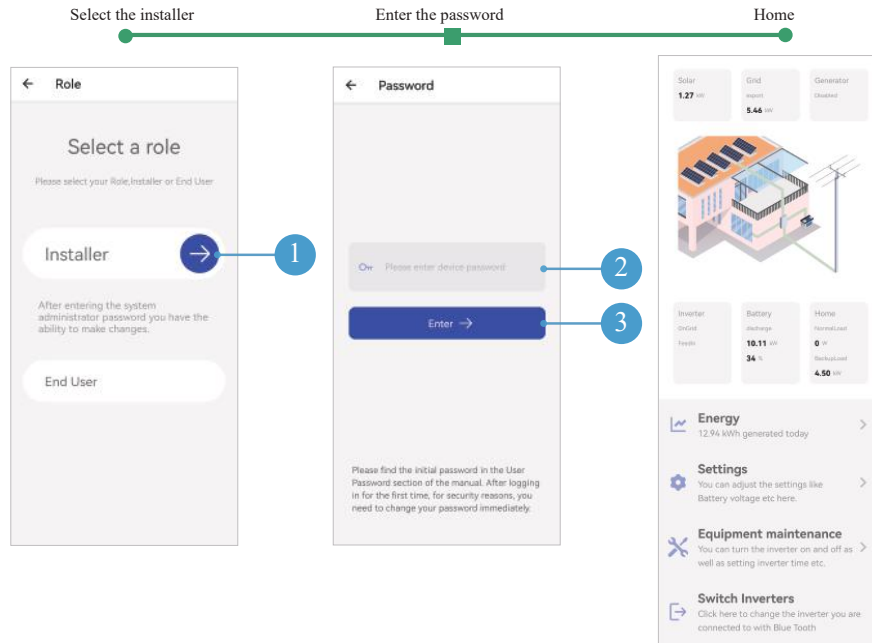 Select the installer
Enter the password
Home
Role
Select a role
Please select your Role,Installer or End User
Installer
After entering the system
administrator password you have the
ability to make changes.
End User
1
Password
Please enter device password
Enter
2
3
Please find the initial password in the User
Password section of the manual. After logging
in for the first time, for security reasons, you
need to change your password immediately.
Solar
1.27 kW
Grid
export
5.46 kW
Generator
Disabled
Inverter
OnGrid
FeedIn
Battery
discharge
10.11 kW
34 %
Home
NormalLoad
0 W
BackupLoad
4.50 kW
Energy
12.94 kWh generated today
Settings
You can adjust the settings like
Battery voltage etc here.
Equipment maintenance
You can turn the inverter on and off as
well as setting inverter time etc.
Switch Inverters
Click here to change the inverter you are
connected to with Blue Tooth